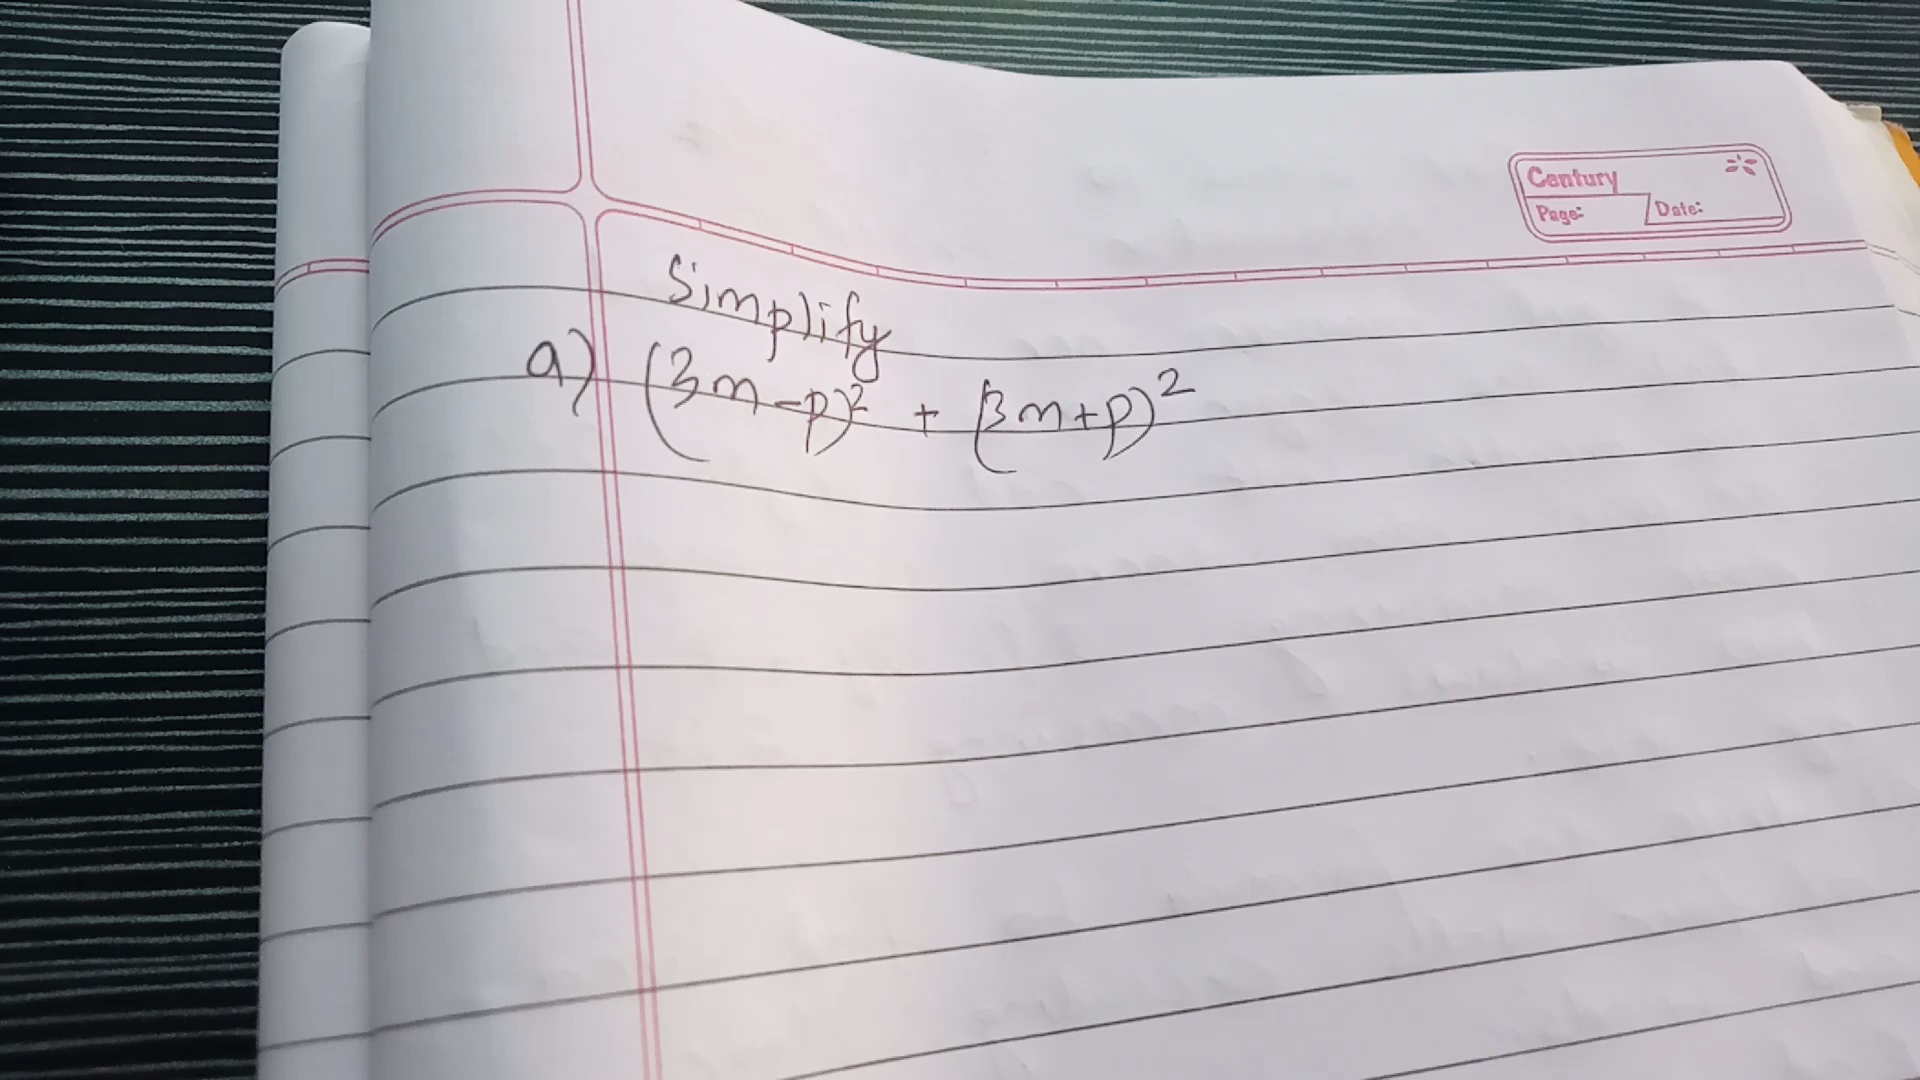 Century
Page: Date:
Simplify
a) (3m-p)² + (3m+p)²